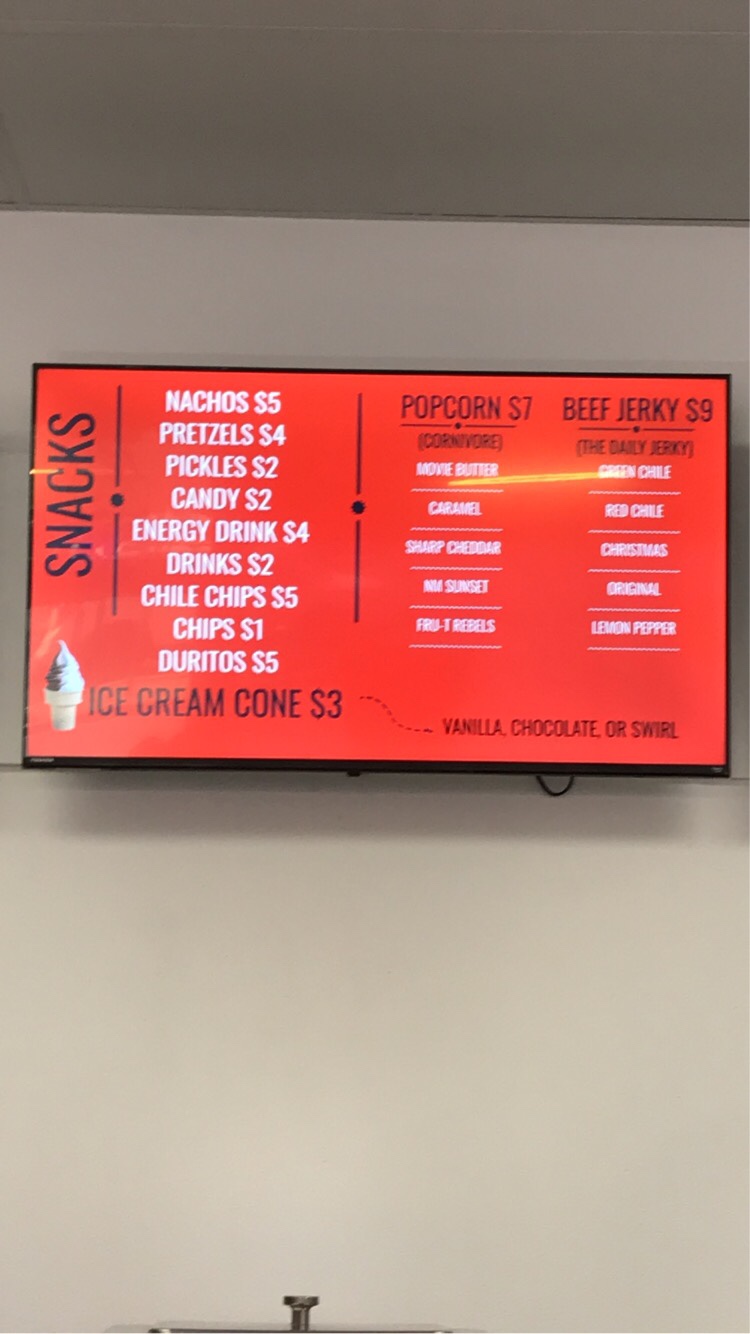 SNACKS
NACHOS $5
PRETZELS $4
PICKLES $2
CANDY $2
ENERGY DRINK $4
DRINKS $2
CHILE CHIPS $5
CHIPS $1
DURITOS $5
ICE CREAM CONE $3
VANILLA, CHOCOLATE, OR SWIRL
POPCORN $7
(CORNIVORE)
MOVIE BUTTER
CARAMEL
SHARP CHEDDAR
NM SUNSET
FRU-T REBELS
BEEF JERKY $9
(THE DAILY JERKY)
GREEN CHILE
RED CHILE
CHRISTMAS
ORIGINAL
LEMON PEPPER